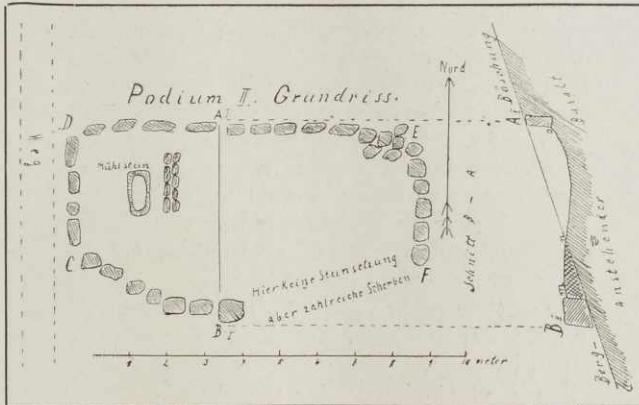 Podium II. Grundriss.
Nord
Weg
D
A I
E
Mühlstein
C
B I
F
Hier Keine Steinsetzung
aber zahlreiche Scherben
Schnitt B – A
A I
Böschung
Basalt
anstehender
B I
Berg-
1 2 3 4 5 6 7 8 9 10 meter